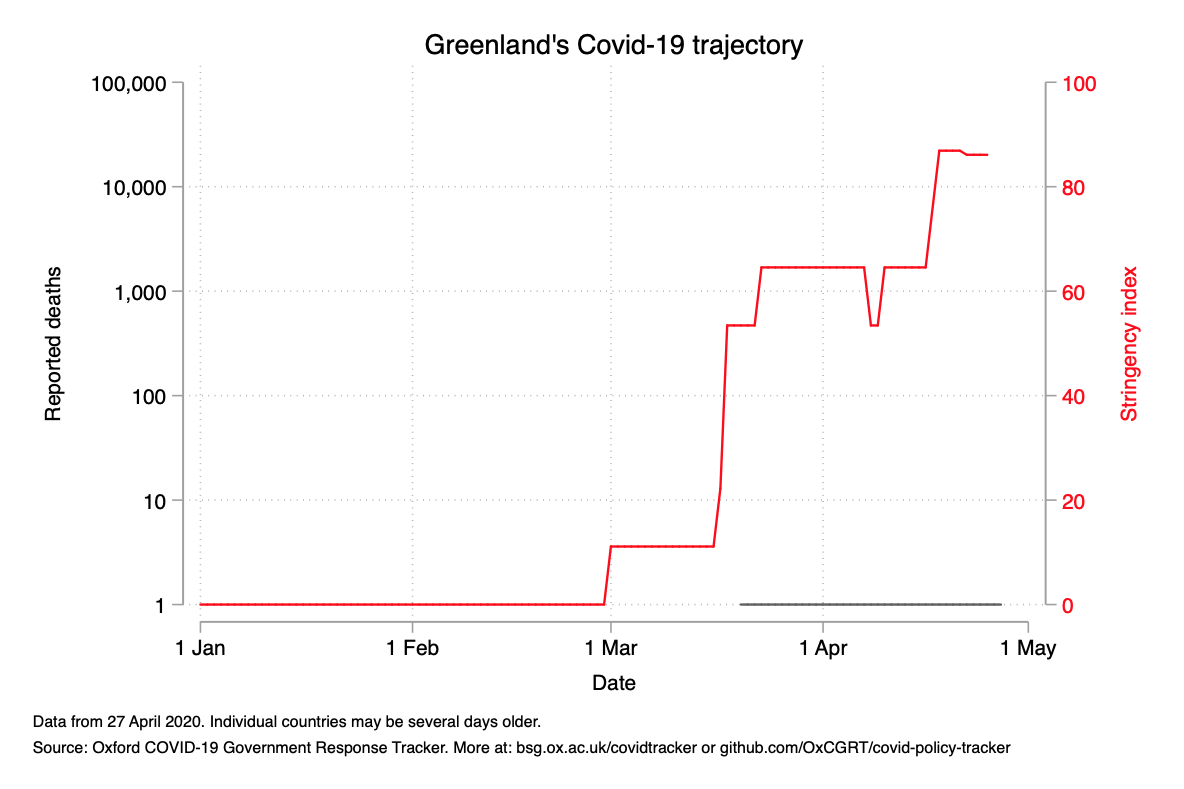 Greenland's Covid-19 trajectory
100,000
10,000
1,000
100
10
1
Reported deaths
100
80
60
40
20
0
Stringency index
1 Jan
1 Feb
1 Mar
1 Apr
1 May
Date
Data from 27 April 2020. Individual countries may be several days older.
Source: Oxford COVID-19 Government Response Tracker. More at: bsg.ox.ac.uk/covidtracker or github.com/OxCGRT/covid-policy-tracker